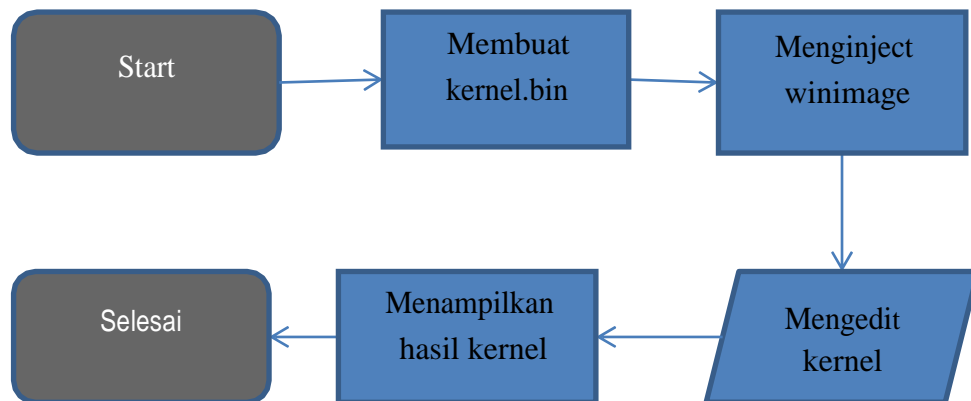 Start
Membuat
kernel.bin
Menginject
winimage
Mengedit
kernel
Menampilkan
hasil kernel
Selesai